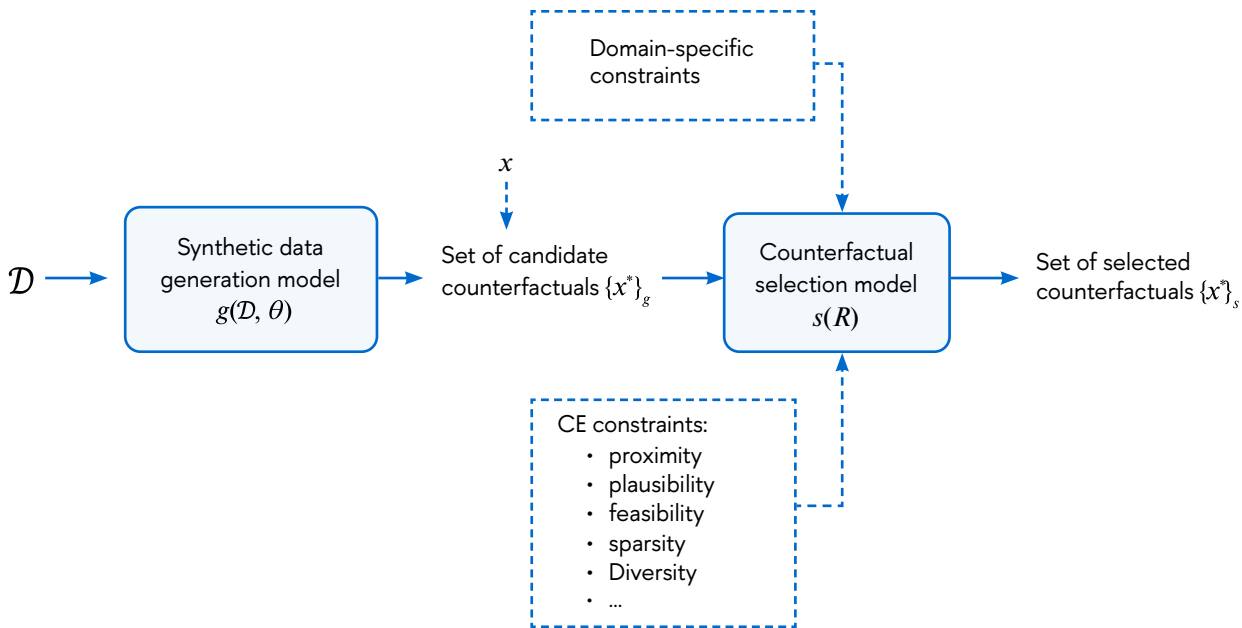 Domain-specific
constraints
x
𝒟
Synthetic data
generation model
g(𝒟, θ)
Set of candidate
counterfactuals {x*}g
Counterfactual
selection model
s(R)
Set of selected
counterfactuals {x*}s
CE constraints:
• proximity
• plausibility
• feasibility
• sparsity
• Diversity
• ...